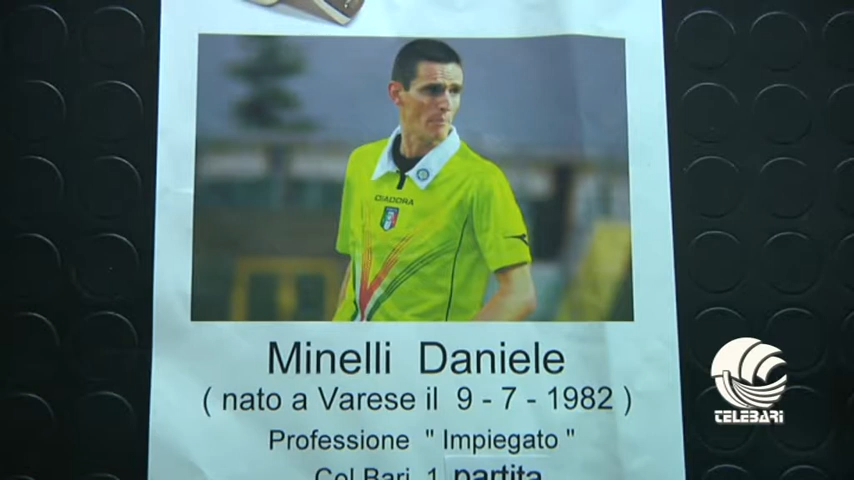 DIADORA
Minelli Daniele
( nato a Varese il 9 - 7 - 1982 )
Professione " Impiegato "
Col Bari 1 partita
TELEBARI